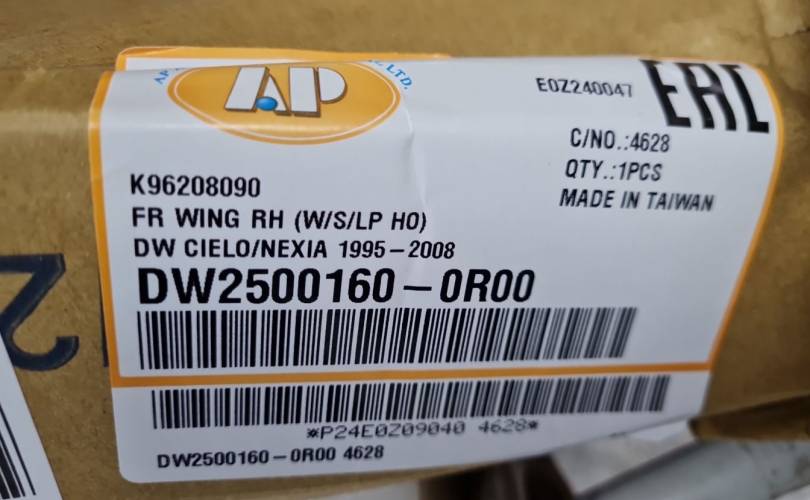 AP
E0Z240047
EAC
C/NO.:4628
QTY.:1PCS
MADE IN TAIWAN
K96208090
FR WING RH (W/S/LP HO)
DW CIELO/NEXIA 1995-2008
DW2500160-0R00
*P24E0Z09040 4628*
DW2500160-0R00 4628
2